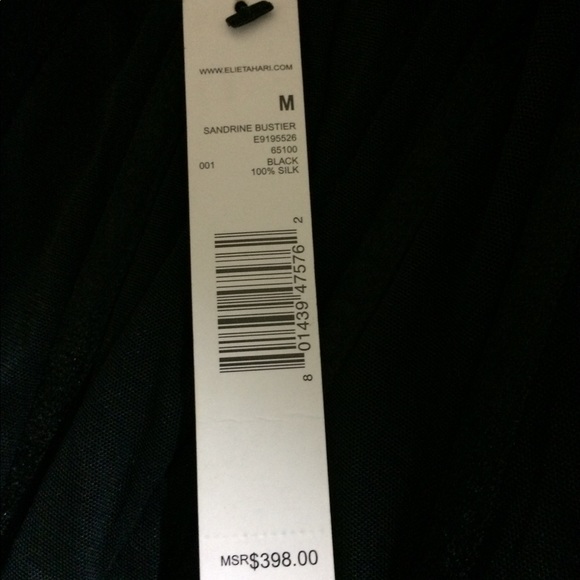 WWW.ELIETAHARI.COM
M
SANDRINE BUSTIER
E9195526
65100
001 BLACK
100% SILK
8 01439 47576 2
MSR$398.00